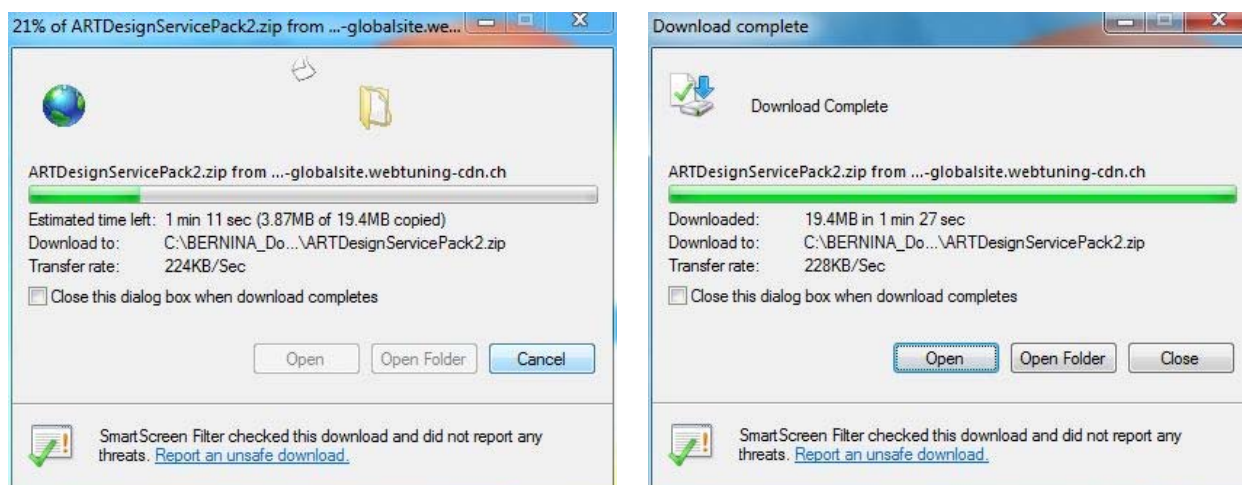 21% of ARTDesignServicePack2.zip from ...-globalsite.we...
ARTDesignServicePack2.zip from ...-globalsite.webtuning-cdn.ch
Estimated time left: 1 min 11 sec (3.87MB of 19.4MB copied)
Download to: C:\BERNINA_Do...\ARTDesignServicePack2.zip
Transfer rate: 224KB/Sec
Close this dialog box when download completes
Open Open Folder Cancel
SmartScreen Filter checked this download and did not report any
threats. Report an unsafe download.
Download complete
Download Complete
ARTDesignServicePack2.zip from ...-globalsite.webtuning-cdn.ch
Downloaded: 19.4MB in 1 min 27 sec
Download to: C:\BERNINA_Do...\ARTDesignServicePack2.zip
Transfer rate: 228KB/Sec
Close this dialog box when download completes
Open Open Folder Close
SmartScreen Filter checked this download and did not report any
threats. Report an unsafe download.